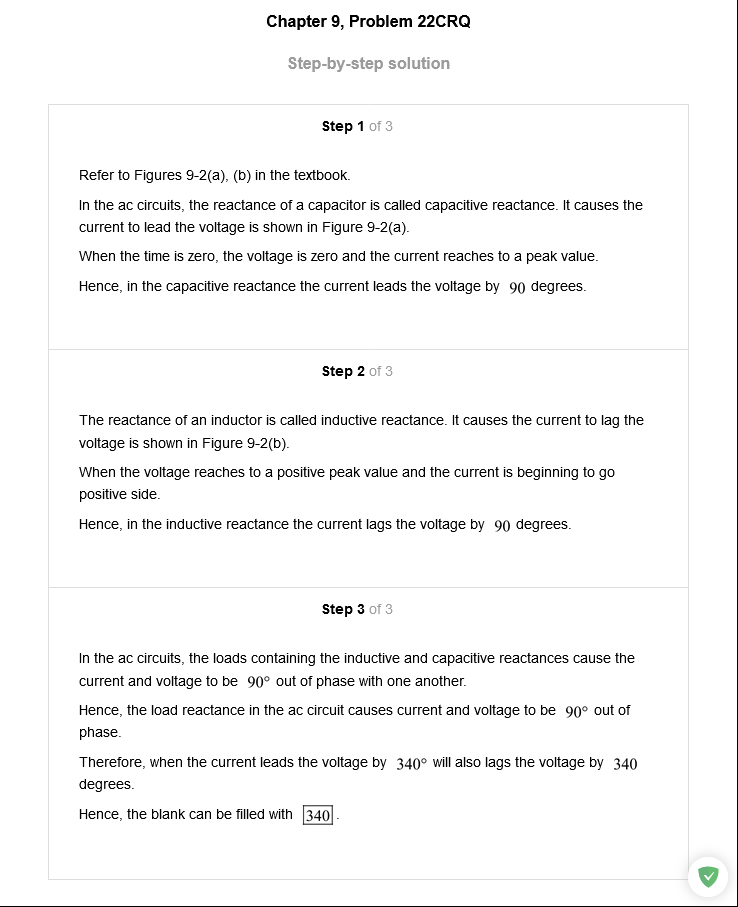 Chapter 9, Problem 22CRQ
Step-by-step solution
Step 1 of 3
Refer to Figures 9-2(a), (b) in the textbook.
In the ac circuits, the reactance of a capacitor is called capacitive reactance. It causes the
current to lead the voltage is shown in Figure 9-2(a).
When the time is zero, the voltage is zero and the current reaches to a peak value.
Hence, in the capacitive reactance the current leads the voltage by 90 degrees.
Step 2 of 3
The reactance of an inductor is called inductive reactance. It causes the current to lag the
voltage is shown in Figure 9-2(b).
When the voltage reaches to a positive peak value and the current is beginning to go
positive side.
Hence, in the inductive reactance the current lags the voltage by 90 degrees.
Step 3 of 3
In the ac circuits, the loads containing the inductive and capacitive reactances cause the
current and voltage to be 90° out of phase with one another.
Hence, the load reactance in the ac circuit causes current and voltage to be 90° out of
phase.
Therefore, when the current leads the voltage by 340° will also lags the voltage by 340
degrees.
Hence, the blank can be filled with 340.